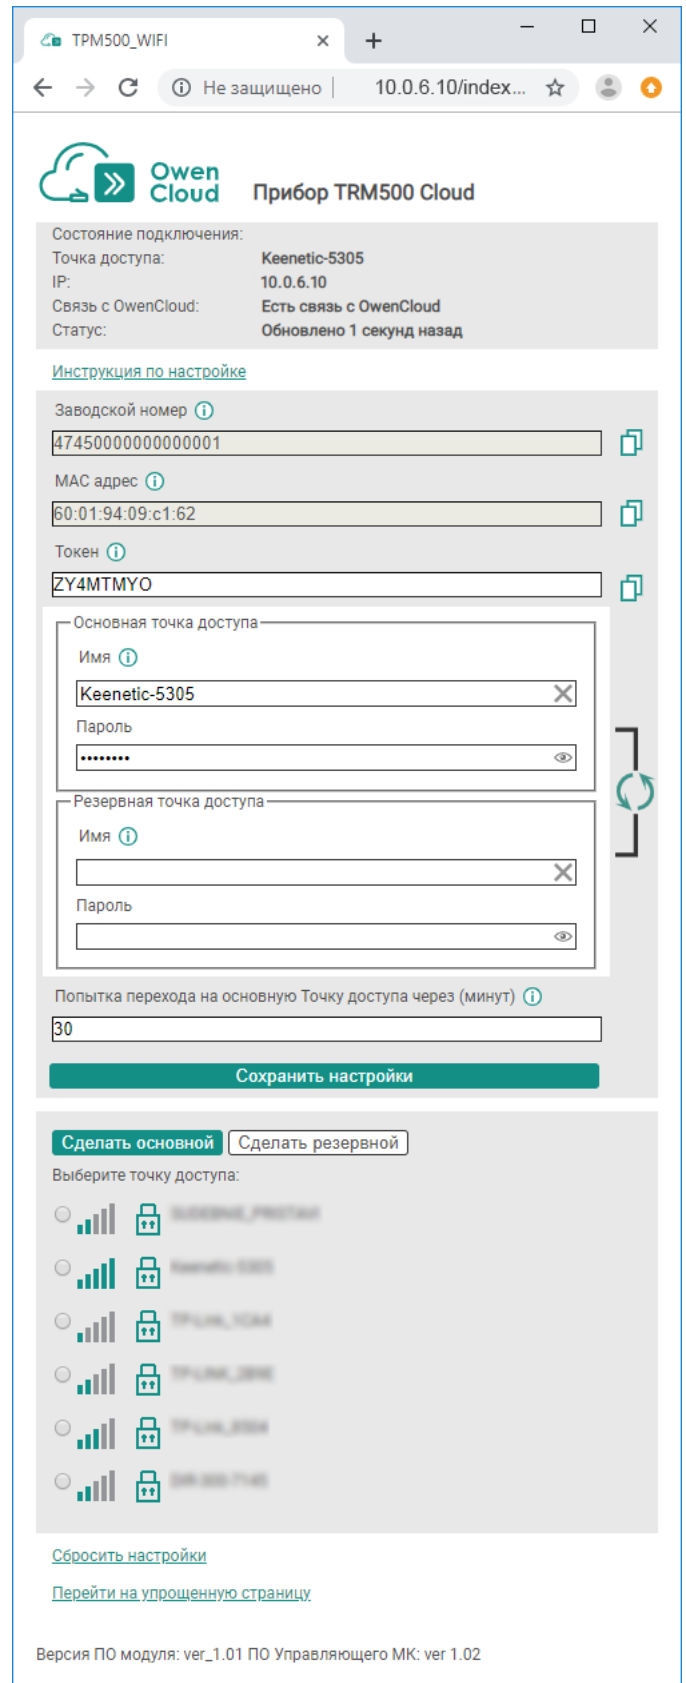 TPM500_WIFI
Не защищено | 10.0.6.10/index...
Owen
Cloud
Прибор TRM500 Cloud
Состояние подключения:
Точка доступа: Keenetic-5305
IP: 10.0.6.10
Связь с OwenCloud: Есть связь с OwenCloud
Статус: Обновлено 1 секунд назад
Инструкция по настройке
Заводской номер
47450000000000001
MAC адрес
60:01:94:09:c1:62
Токен
ZY4MTMYO
Основная точка доступа
Имя
Keenetic-5305
Пароль
••••••••
Резервная точка доступа
Имя
Пароль
Попытка перехода на основную Точку доступа через (минут)
30
Сохранить настройки
Сделать основной Сделать резервной
Выберите точку доступа:
Сбросить настройки
Перейти на упрощенную страницу
Версия ПО модуля: ver_1.01 ПО Управляющего МК: ver 1.02